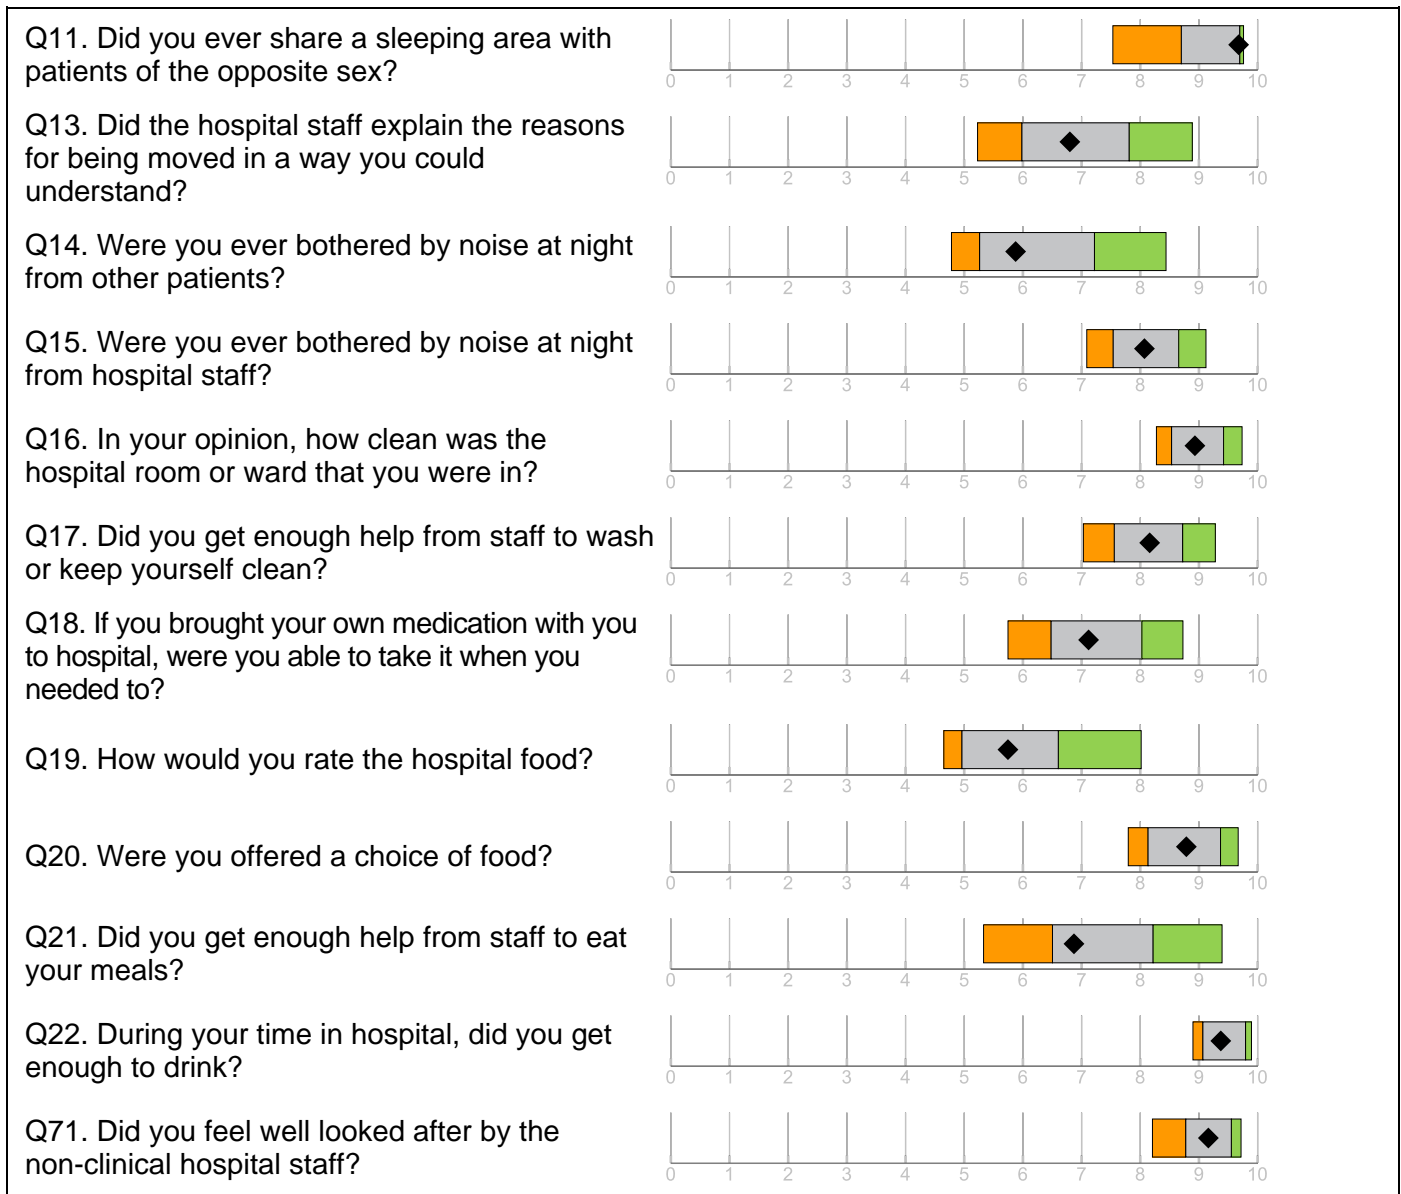 Q11. Did you ever share a sleeping area with
patients of the opposite sex?
0 1 2 3 4 5 6 7 8 9 10
Q13. Did the hospital staff explain the reasons
for being moved in a way you could
understand?
0 1 2 3 4 5 6 7 8 9 10
Q14. Were you ever bothered by noise at night
from other patients?
0 1 2 3 4 5 6 7 8 9 10
Q15. Were you ever bothered by noise at night
from hospital staff?
0 1 2 3 4 5 6 7 8 9 10
Q16. In your opinion, how clean was the
hospital room or ward that you were in?
0 1 2 3 4 5 6 7 8 9 10
Q17. Did you get enough help from staff to wash
or keep yourself clean?
0 1 2 3 4 5 6 7 8 9 10
Q18. If you brought your own medication with you
to hospital, were you able to take it when you
needed to?
0 1 2 3 4 5 6 7 8 9 10
Q19. How would you rate the hospital food?
0 1 2 3 4 5 6 7 8 9 10
Q20. Were you offered a choice of food?
0 1 2 3 4 5 6 7 8 9 10
Q21. Did you get enough help from staff to eat
your meals?
0 1 2 3 4 5 6 7 8 9 10
Q22. During your time in hospital, did you get
enough to drink?
0 1 2 3 4 5 6 7 8 9 10
Q71. Did you feel well looked after by the
non-clinical hospital staff?
0 1 2 3 4 5 6 7 8 9 10